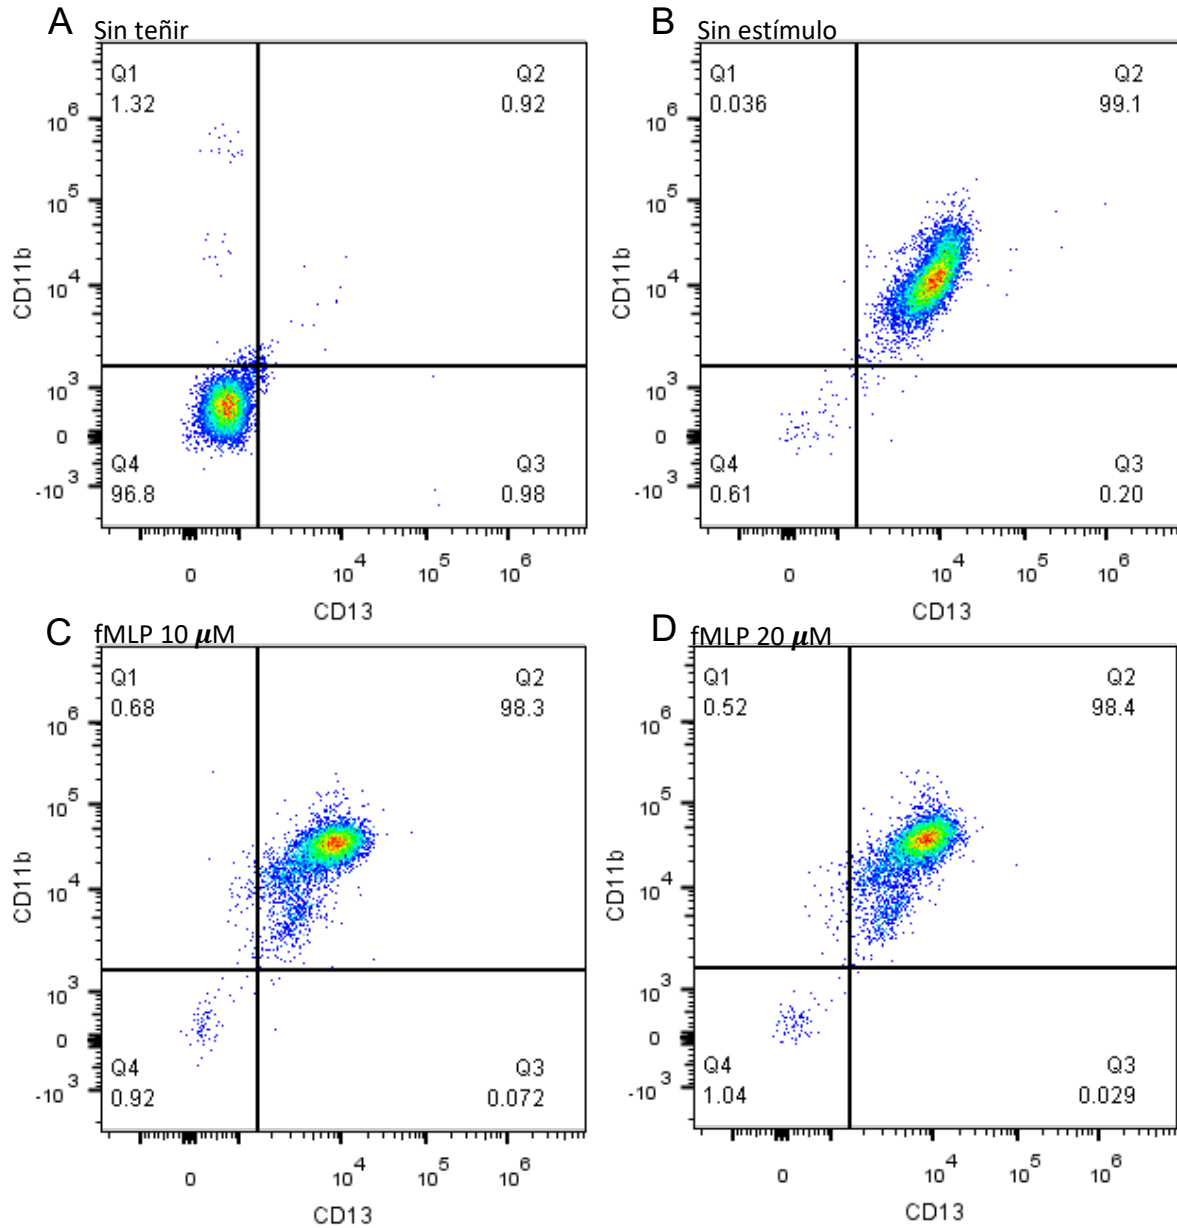 A Sin teñir
Q1
1.32
Q2
0.92
10^6
10^5
10^4
10^3
0
-10^3
CD11b
Q4
96.8
Q3
0.98
0 10^4 10^5 10^6
CD13
B Sin estímulo
Q1
0.036
Q2
99.1
10^6
10^5
10^4
10^3
0
-10^3
CD11b
Q4
0.61
Q3
0.20
0 10^4 10^5 10^6
CD13
C fMLP 10 μM
Q1
0.68
Q2
98.3
10^6
10^5
10^4
10^3
0
-10^3
CD11b
Q4
0.92
Q3
0.072
0 10^4 10^5 10^6
CD13
D fMLP 20 μM
Q1
0.52
Q2
98.4
10^6
10^5
10^4
10^3
0
-10^3
CD11b
Q4
1.04
Q3
0.029
0 10^4 10^5 10^6
CD13